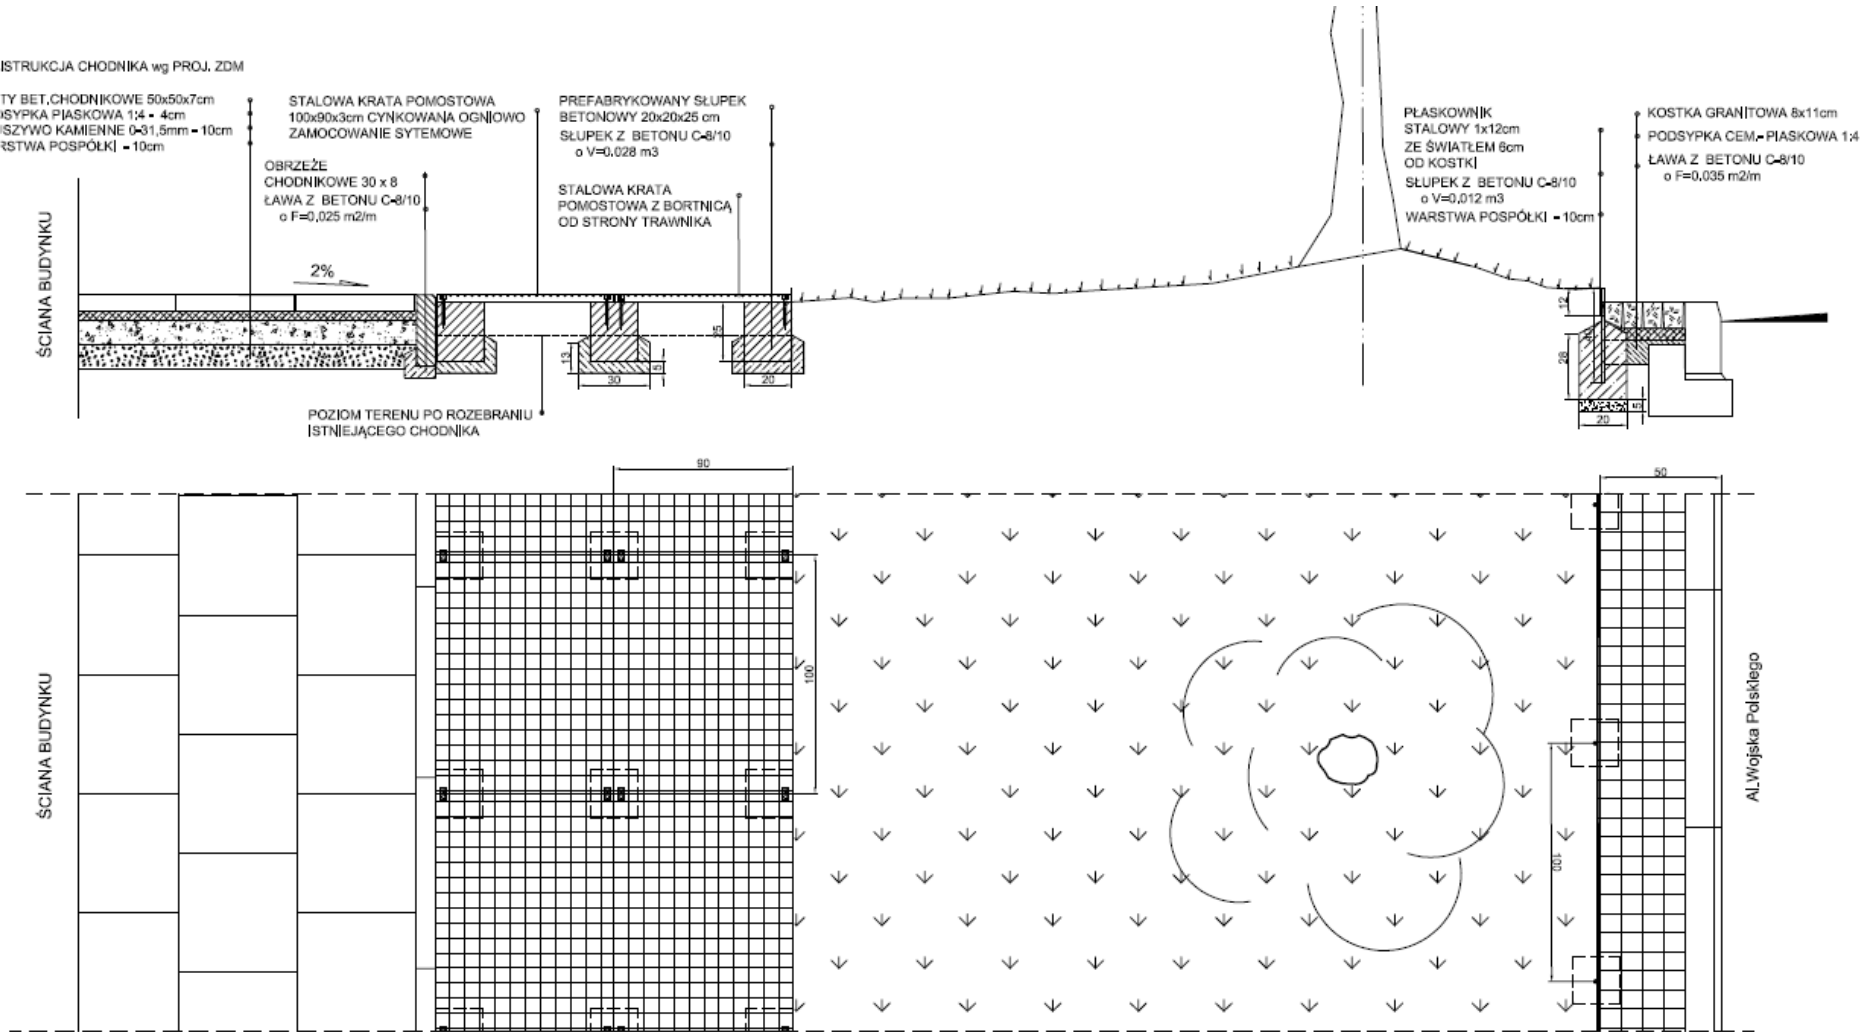 ISTRUKCJA CHODNIKA wg PROJ. ZDM
TY BET.CHODNIKOWE 50x50x7cm
SYPKA PIASKOWA 1:4 - 4cm
SZYWO KAMIENNE 0-31,5mm - 10cm
RSTWA POSPÓŁKI - 10cm
STALOWA KRATA POMOSTOWA
100x90x3cm CYNKOWANA OGNIOWO
ZAMOCOWANIE SYTEMOWE
OBRZEŻE
CHODNIKOWE 30 x 8
ŁAWA Z BETONU C-8/10
o F=0,025 m2/m
PREFABRYKOWANY SŁUPEK
BETONOWY 20x20x25 cm
SŁUPEK Z BETONU C-8/10
o V=0.028 m3
STALOWA KRATA
POMOSTOWA Z BORTNICĄ
OD STRONY TRAWNIKA
PŁASKOWNIK
STALOWY 1x12cm
ZE ŚWIATŁEM 6cm
OD KOSTKI
SŁUPEK Z BETONU C-8/10
o V=0.012 m3
WARSTWA POSPÓŁKI - 10cm
KOSTKA GRANITOWA 8x11cm
PODSYPKA CEM.- PIASKOWA 1:4
ŁAWA Z BETONU C-8/10
o F=0.035 m2/m
ŚCIANA BUDYNKU
2%
13
30
5
25
20
12
40
28
20
5
POZIOM TERENU PO ROZEBRANIU
ISTNIEJĄCEGO CHODNIKA
90
50
100
100
ŚCIANA BUDYNKU
Al.Wojska Polskiego